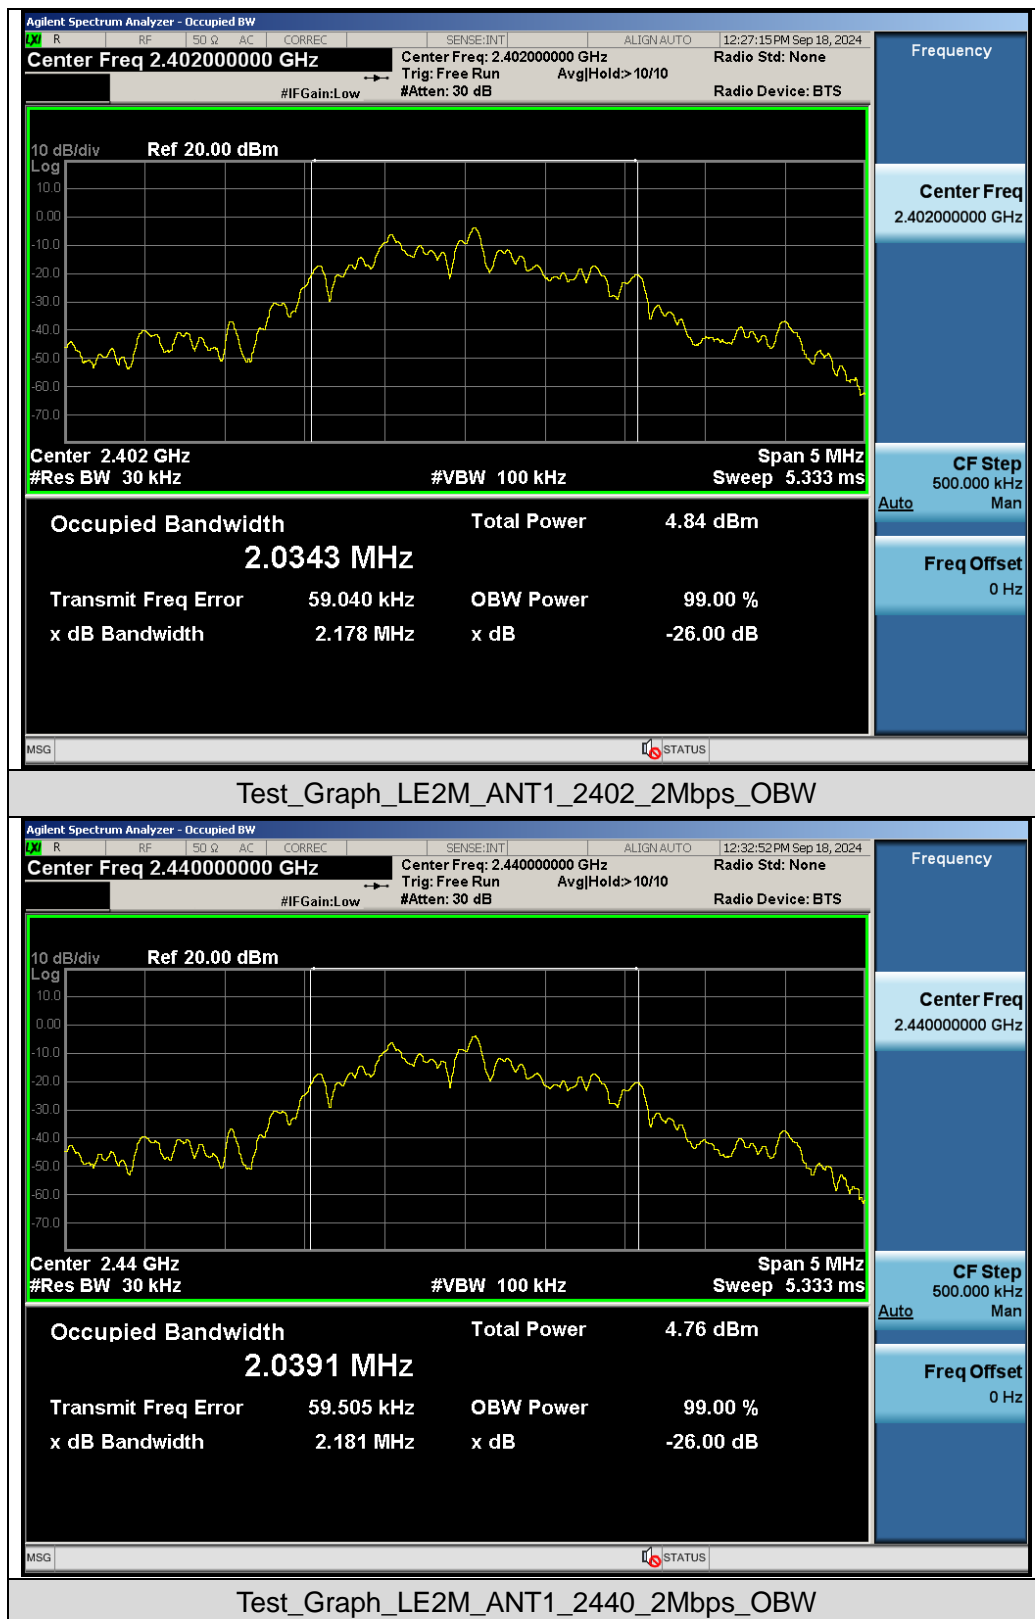 Agilent Spectrum Analyzer - Occupied BW
LXI R RF 50 Ω AC CORREC SENSE:INT ALIGN AUTO 12:27:15 PM Sep 18, 2024
Center Freq 2.402000000 GHz Center Freq: 2.402000000 GHz Radio Std: None
Trig: Free Run Avg|Hold:> 10/10
#IFGain:Low #Atten: 30 dB Radio Device: BTS
Frequency
10 dB/div Ref 20.00 dBm
Log
10.0
0.00
-10.0
-20.0
-30.0
-40.0
-50.0
-60.0
-70.0
Center 2.402 GHz Span 5 MHz
#Res BW 30 kHz #VBW 100 kHz Sweep 5.333 ms
Center Freq
2.402000000 GHz
CF Step
500.000 kHz
Auto Man
Freq Offset
0 Hz
Occupied Bandwidth Total Power 4.84 dBm
2.0343 MHz
Transmit Freq Error 59.040 kHz OBW Power 99.00 %
x dB Bandwidth 2.178 MHz x dB -26.00 dB
MSG STATUS
Test_Graph_LE2M_ANT1_2402_2Mbps_OBW
Agilent Spectrum Analyzer - Occupied BW
LXI R RF 50 Ω AC CORREC SENSE:INT ALIGN AUTO 12:32:52 PM Sep 18, 2024
Center Freq 2.440000000 GHz Center Freq: 2.440000000 GHz Radio Std: None
Trig: Free Run Avg|Hold:> 10/10
#IFGain:Low #Atten: 30 dB Radio Device: BTS
Frequency
10 dB/div Ref 20.00 dBm
Log
10.0
0.00
-10.0
-20.0
-30.0
-40.0
-50.0
-60.0
-70.0
Center 2.44 GHz Span 5 MHz
#Res BW 30 kHz #VBW 100 kHz Sweep 5.333 ms
Center Freq
2.440000000 GHz
CF Step
500.000 kHz
Auto Man
Freq Offset
0 Hz
Occupied Bandwidth Total Power 4.76 dBm
2.0391 MHz
Transmit Freq Error 59.505 kHz OBW Power 99.00 %
x dB Bandwidth 2.181 MHz x dB -26.00 dB
MSG STATUS
Test_Graph_LE2M_ANT1_2440_2Mbps_OBW